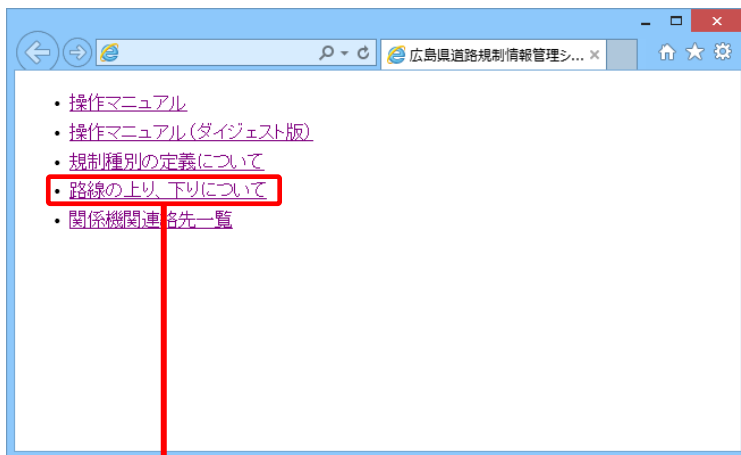 広島県道路規制情報管理シ...
操作マニュアル
操作マニュアル(ダイジェスト版)
規制種別の定義について
路線の上り、下りについて
関係機関連絡先一覧